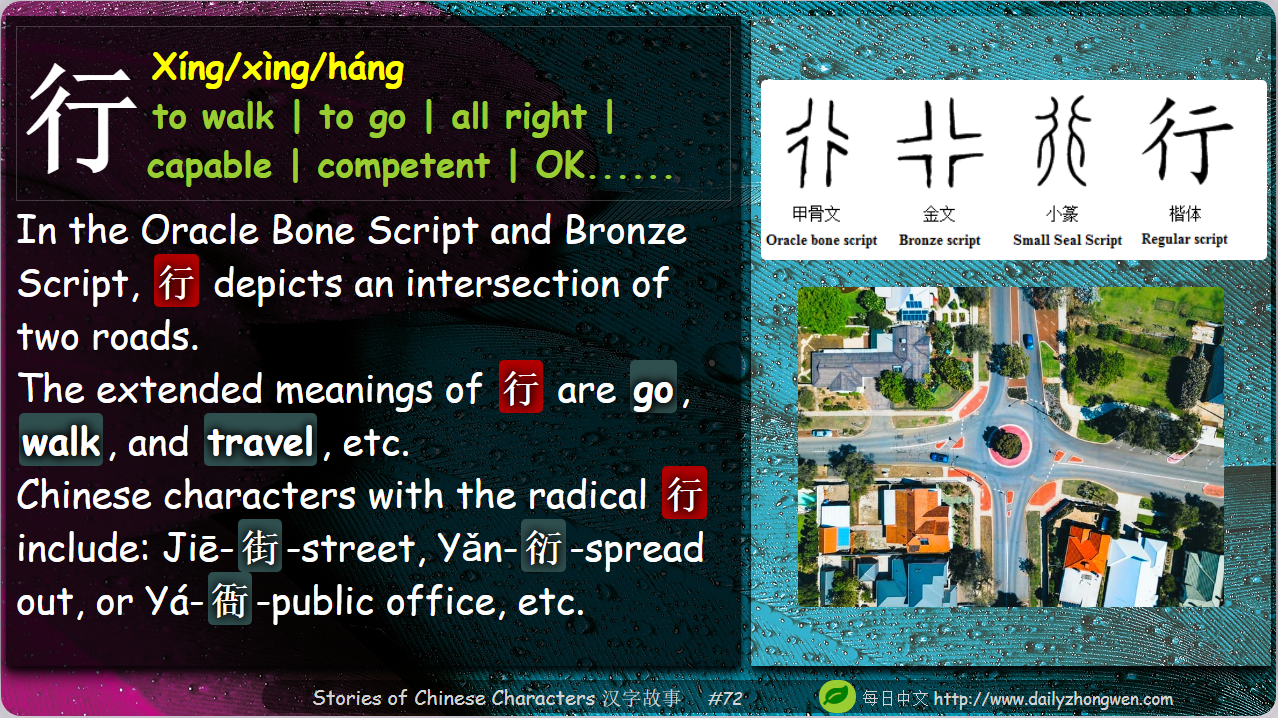 行
Xíng/xìng/háng
to walk | to go | all right |
capable | competent | OK......
In the Oracle Bone Script and Bronze
Script, 行 depicts an intersection of
two roads.
The extended meanings of 行 are go,
walk, and travel, etc.
Chinese characters with the radical 行
include: Jiē-街-street, Yǎn-衍-spread
out, or Yá-衙-public office, etc.
行
甲骨文 金文 小篆 楷体
Oracle bone script Bronze script Small Seal Script Regular script
Stories of Chinese Characters 汉字故事 #72
每日中文 http://www.dailyzhongwen.com